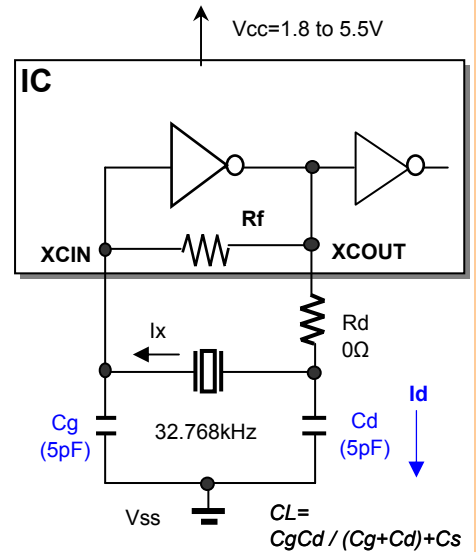 Vcc=1.8 to 5.5V
IC
Rf
XCIN
XCOUT
Ix
Rd
0Ω
Id
Cg
(5pF)
32.768kHz
Cd
(5pF)
Vss
CL=
CgCd / (Cg+Cd)+Cs